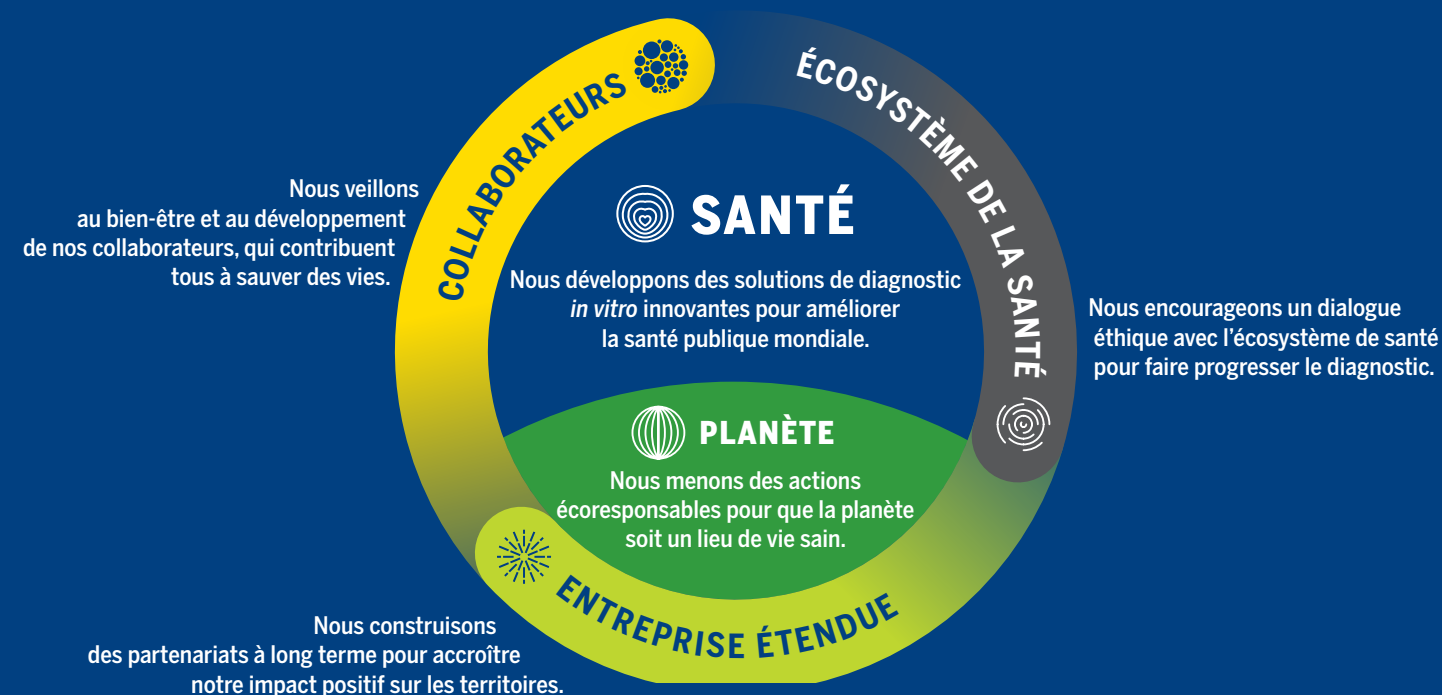 COLLABORATEURS
Nous veillons
au bien-être et au développement
de nos collaborateurs, qui contribuent
tous à sauver des vies.
ÉCOSYSTÈME DE LA SANTÉ
Nous encourageons un dialogue
éthique avec l'écosystème de santé
pour faire progresser le diagnostic.
SANTÉ
Nous développons des solutions de diagnostic
in vitro innovantes pour améliorer
la santé publique mondiale.
PLANÈTE
Nous menons des actions
écoresponsables pour que la planète
soit un lieu de vie sain.
ENTREPRISE ÉTENDUE
Nous construisons
des partenariats à long terme pour accroître
notre impact positif sur les territoires.